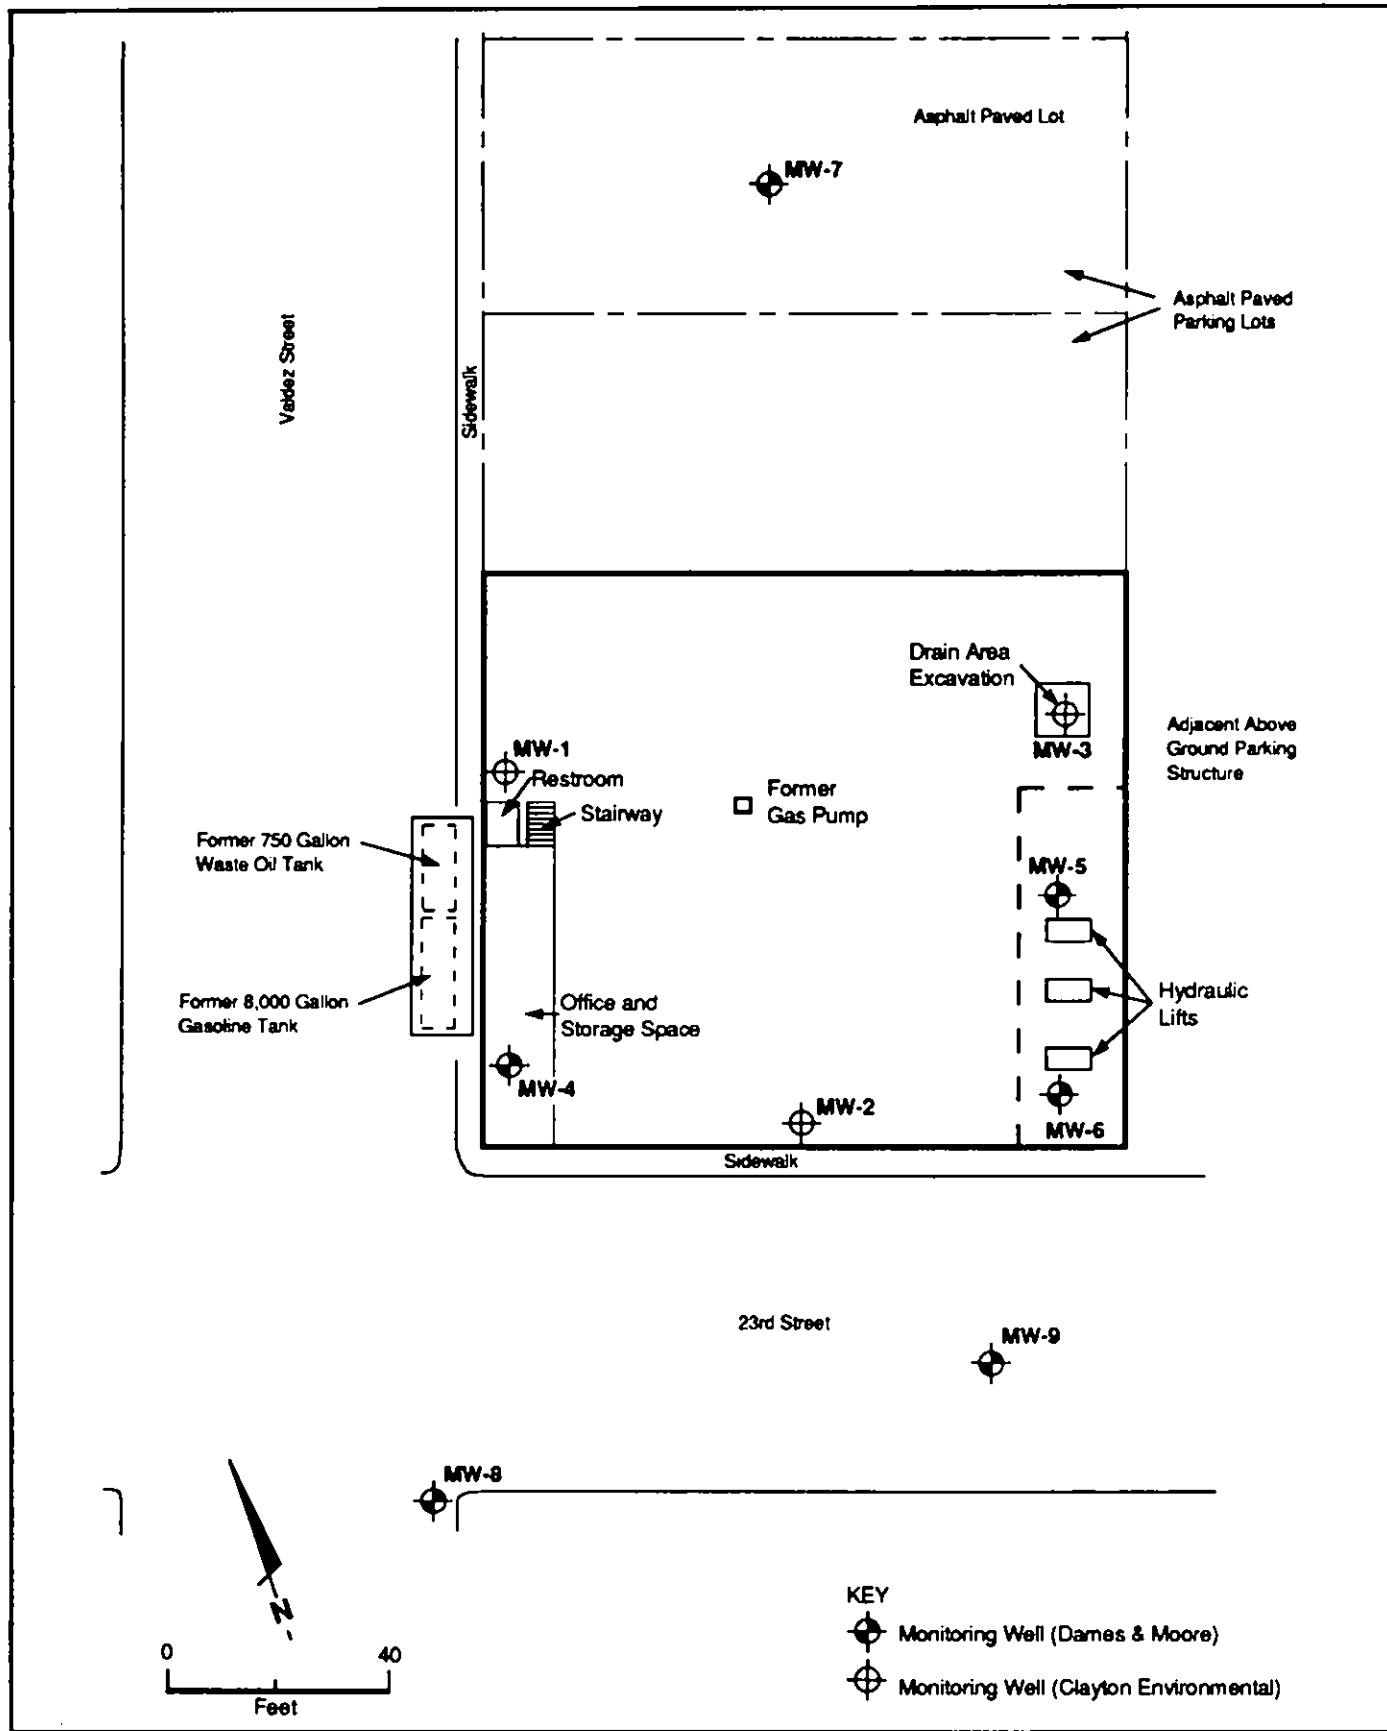 Asphalt Paved Lot
MW-7
Asphalt Paved
Parking Lots
Valdez Street
Sidewalk
Drain Area
Excavation
MW-3
Adjacent Above
Ground Parking
Structure
MW-1
Restroom
Stairway
Former
Gas Pump
Former 750 Gallon
Waste Oil Tank
MW-5
Former 8,000 Gallon
Gasoline Tank
Office and
Storage Space
Hydraulic
Lifts
MW-4
MW-2
MW-6
Sidewalk
23rd Street
MW-9
MW-8
N
0 40
Feet
KEY
Monitoring Well (Dames & Moore)
Monitoring Well (Clayton Environmental)